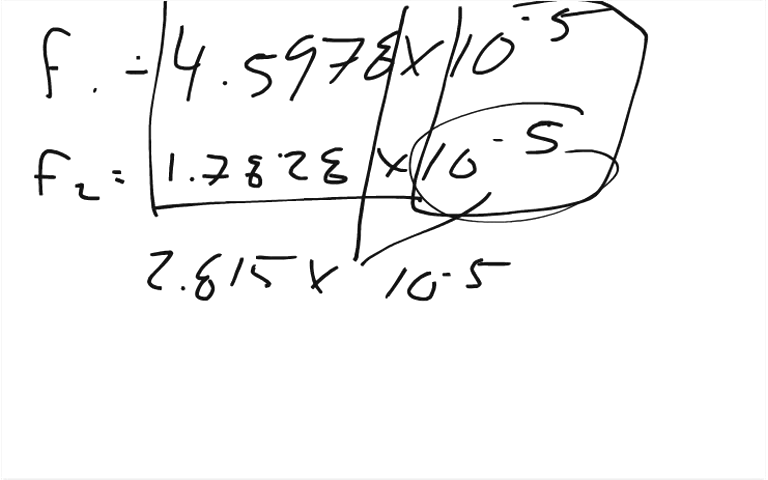 f1 = 4.5978 x 10^-5
f2 = 1.7828 x 10^-5
2.815 x 10^-5